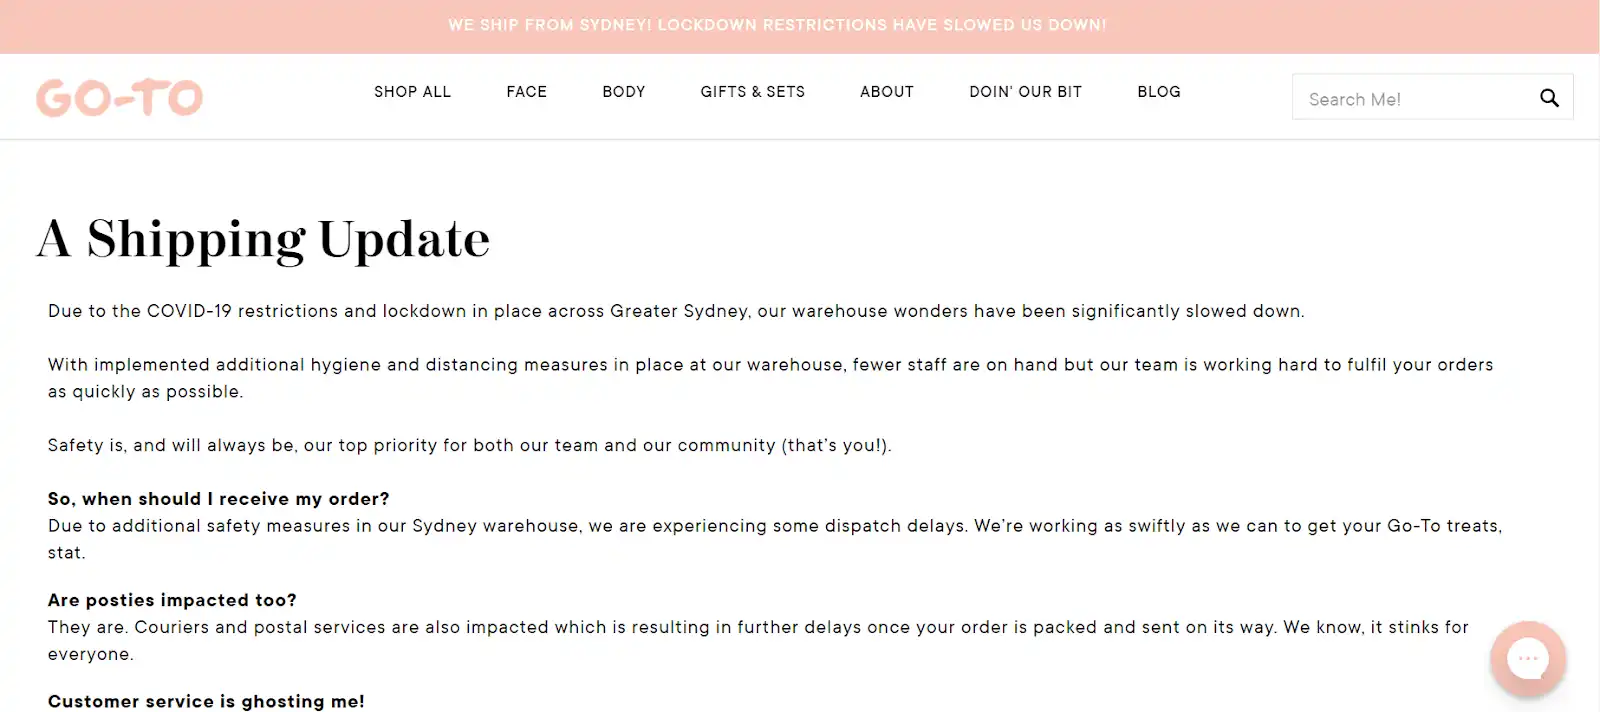 WE SHIP FROM SYDNEY! LOCKDOWN RESTRICTIONS HAVE SLOWED US DOWN!
GO-TO
SHOP ALL
FACE
BODY
GIFTS & SETS
ABOUT
DOIN' OUR BIT
BLOG
Search Me!
A Shipping Update
Due to the COVID-19 restrictions and lockdown in place across Greater Sydney, our warehouse wonders have been significantly slowed down.
With implemented additional hygiene and distancing measures in place at our warehouse, fewer staff are on hand but our team is working hard to fulfil your orders
as quickly as possible.
Safety is, and will always be, our top priority for both our team and our community (that’s you!).
So, when should I receive my order?
Due to additional safety measures in our Sydney warehouse, we are experiencing some dispatch delays. We’re working as swiftly as we can to get your Go-To treats,
stat.
Are posties impacted too?
They are. Couriers and postal services are also impacted which is resulting in further delays once your order is packed and sent on its way. We know, it stinks for
everyone.
Customer service is ghosting me!